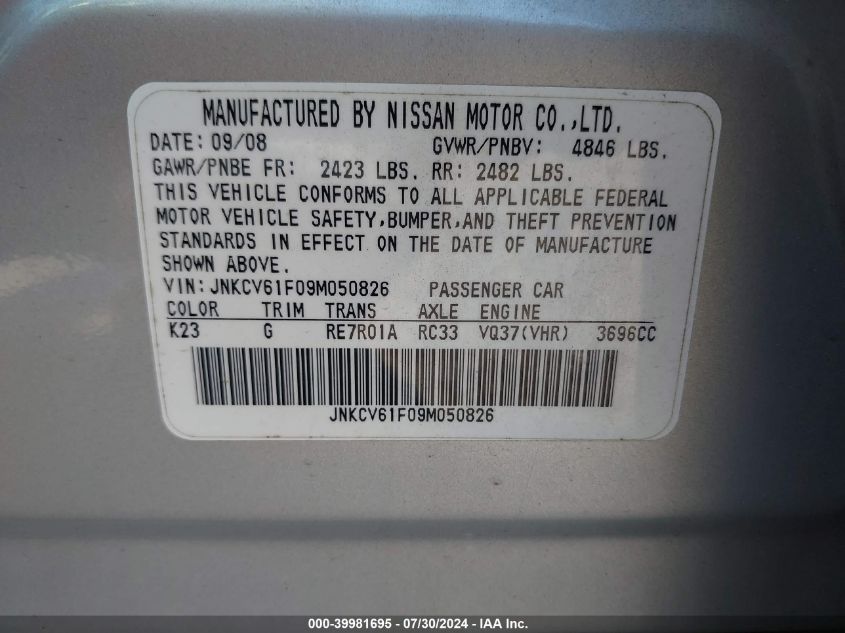 MANUFACTURED BY NISSAN MOTOR CO.,LTD.
DATE: 09/08 GVWR/PNBV: 4846 LBS.
GAWR/PNBE FR: 2423 LBS. RR: 2482 LBS.
THIS VEHICLE CONFORMS TO ALL APPLICABLE FEDERAL
MOTOR VEHICLE SAFETY,BUMPER,AND THEFT PREVENTION
STANDARDS IN EFFECT ON THE DATE OF MANUFACTURE
SHOWN ABOVE.
VIN: JNKCV61F09M050826 PASSENGER CAR
COLOR TRIM TRANS AXLE ENGINE
K23 G RE7R01A RC33 VQ37(VHR) 3696CC
JNKCV61F09M050826
000-39981695 - 07/30/2024 - IAAI.com